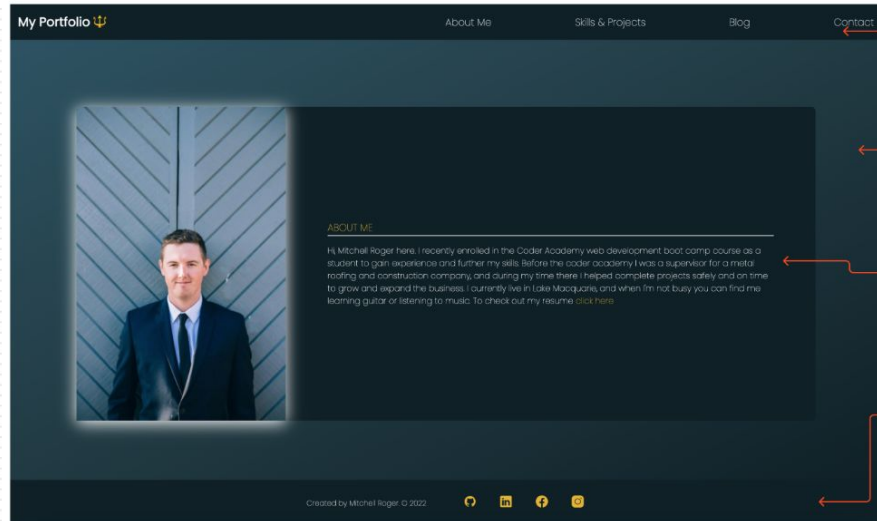 My Portfolio
About Me
Skills & Projects
Blog
Contact
ABOUT ME
Hi, Mitchell Roger here. I recently enrolled in the Coder Academy web development boot camp course as a
student to gain experience and further my skills. Before the coder academy I was a supervisor for a metal
roofing and construction company, and during my time there I helped complete projects safely and on time
to grow and expand the business. I currently live in Lake Macquarie, and when I'm not busy you can find me
learning guitar or listening to music. To check out my resume click here
Created by Mitchell Roger. © 2022